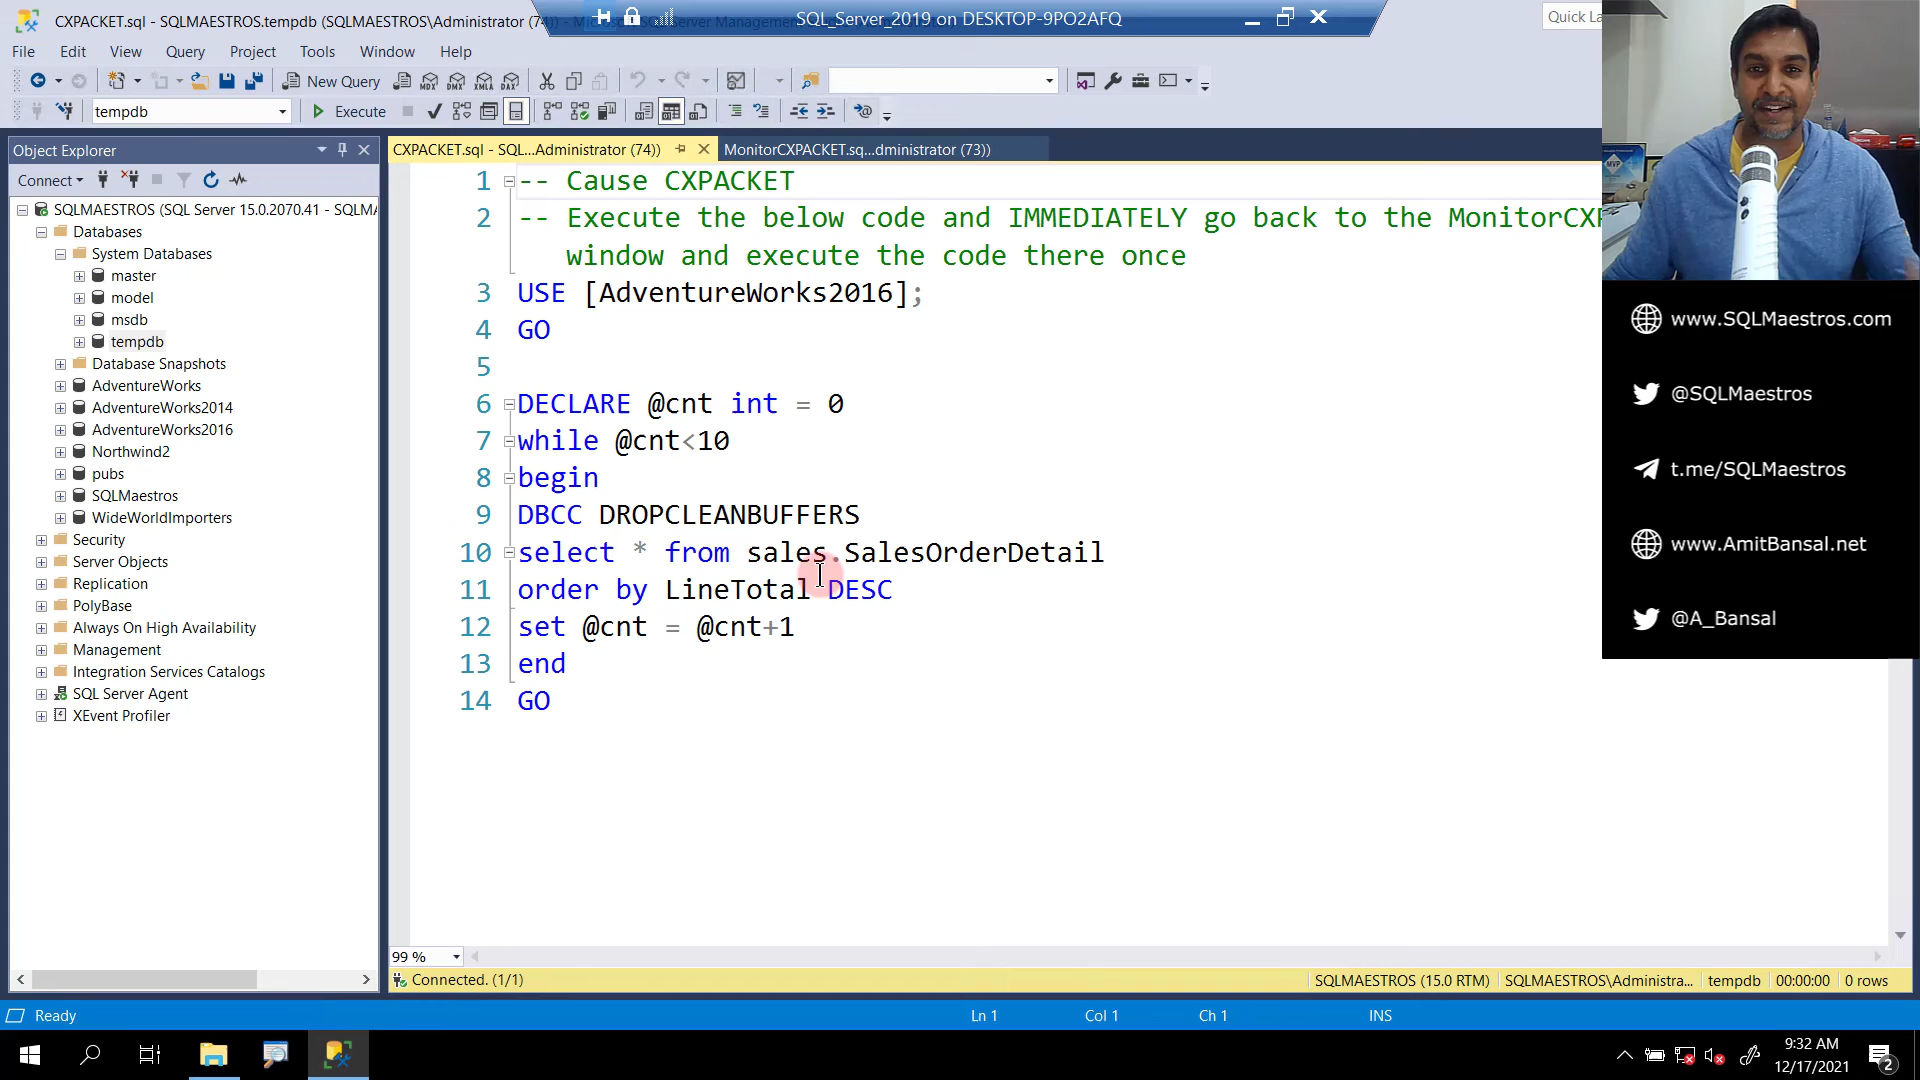 CXPACKET.sql - SQLMAESTROS.tempdb (SQLMAESTROS\Administrator (74))
SQL_Server_2019 on DESKTOP-9PO2AFQ
Quick La
File Edit View Query Project Tools Window Help
New Query
MDX DMX XMLA DAX
tempdb
Execute
Object Explorer
Connect
SQLMAESTROS (SQL Server 15.0.2070.41 - SQLMA
Databases
System Databases
master
model
msdb
tempdb
Database Snapshots
AdventureWorks
AdventureWorks2014
AdventureWorks2016
Northwind2
pubs
SQLMaestros
WideWorldImporters
Security
Server Objects
Replication
PolyBase
Always On High Availability
Management
Integration Services Catalogs
SQL Server Agent
XEvent Profiler
CXPACKET.sql - SQL...Administrator (74))
MonitorCXPACKET.sq...dministrator (73))
1 -- Cause CXPACKET
2 -- Execute the below code and IMMEDIATELY go back to the MonitorCXP
window and execute the code there once
3 USE [AdventureWorks2016];
4 GO
5
6 DECLARE @cnt int = 0
7 while @cnt<10
8 begin
9 DBCC DROPCLEANBUFFERS
10 select * from sales.SalesOrderDetail
11 order by LineTotal DESC
12 set @cnt = @cnt+1
13 end
14 GO
99 %
Connected. (1/1)
SQLMAESTROS (15.0 RTM) SQLMAESTROS\Administra... tempdb 00:00:00 0 rows
Ready
Ln 1 Col 1 Ch 1 INS
www.SQLMaestros.com
@SQLMaestros
t.me/SQLMaestros
www.AmitBansal.net
@A_Bansal
9:32 AM
12/17/2021
2